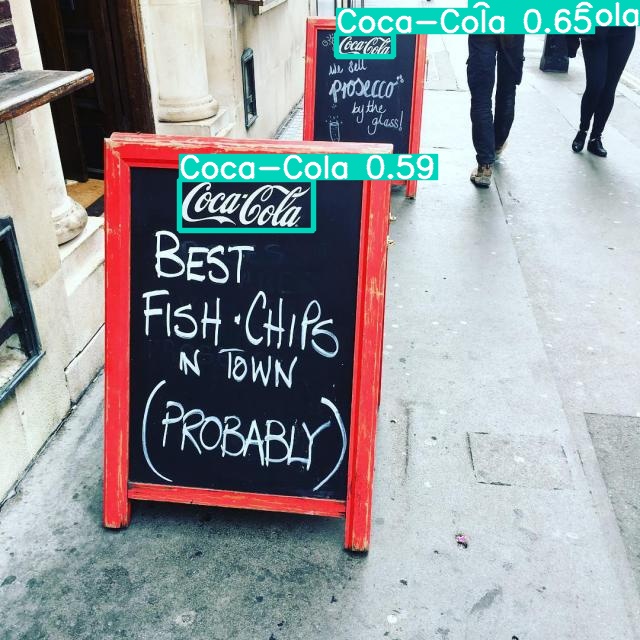 Coca-Cola 0.65
Coca-Cola
We sell
prosecco
by the
glass!
Coca-Cola 0.59
Coca-Cola
BEST
FISH · CHIPS
N TOWN
(PROBABLY)